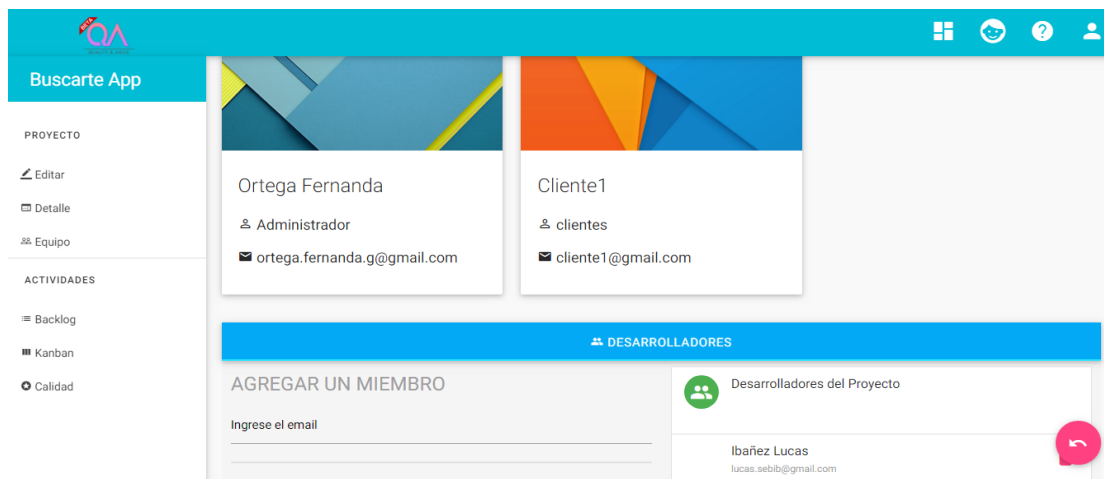 BETA
QA
Buscarte App
PROYECTO
Editar
Detalle
Equipo
ACTIVIDADES
Backlog
Kanban
Calidad
Ortega Fernanda
Administrador
ortega.fernanda.g@gmail.com
Cliente1
clientes
cliente1@gmail.com
DESARROLLADORES
AGREGAR UN MIEMBRO
Ingrese el email
Desarrolladores del Proyecto
Ibañez Lucas
lucas.sebib@gmail.com